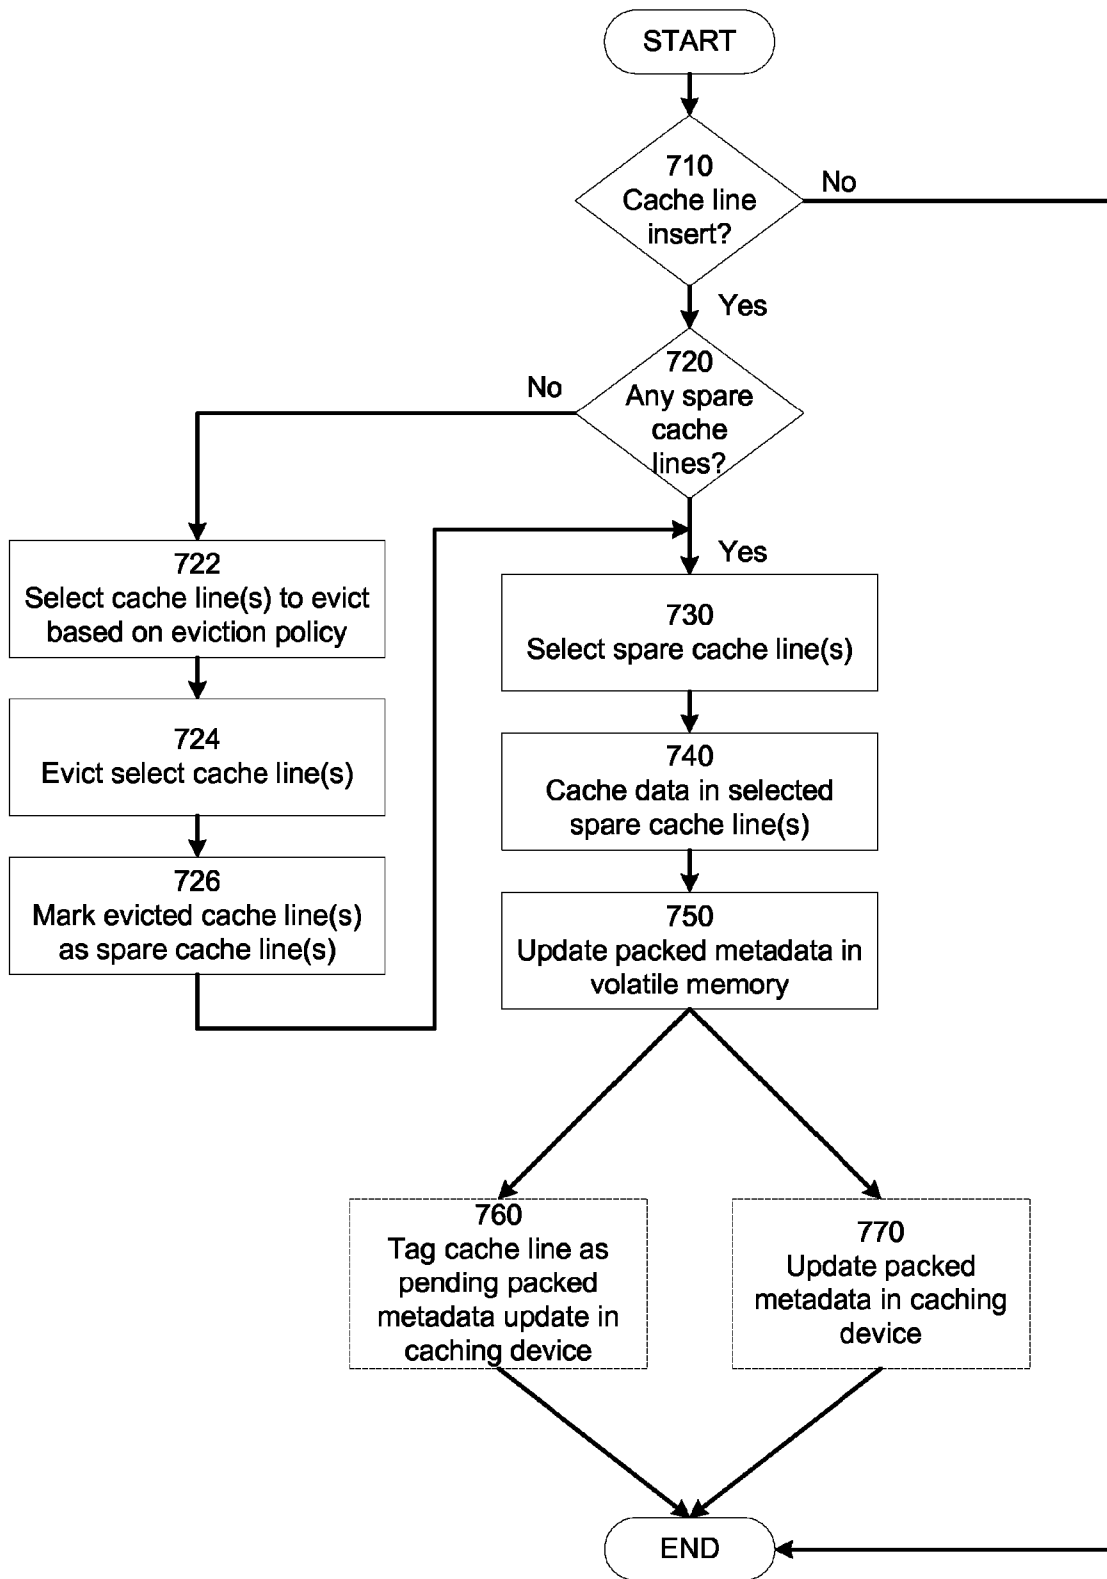 START
710
Cache line
insert?
No
Yes
720
Any spare
cache
lines?
No
Yes
722
Select cache line(s) to evict
based on eviction policy
724
Evict select cache line(s)
726
Mark evicted cache line(s)
as spare cache line(s)
730
Select spare cache line(s)
740
Cache data in selected
spare cache line(s)
750
Update packed metadata in
volatile memory
760
Tag cache line as
pending packed
metadata update in
caching device
770
Update packed
metadata in caching
device
END